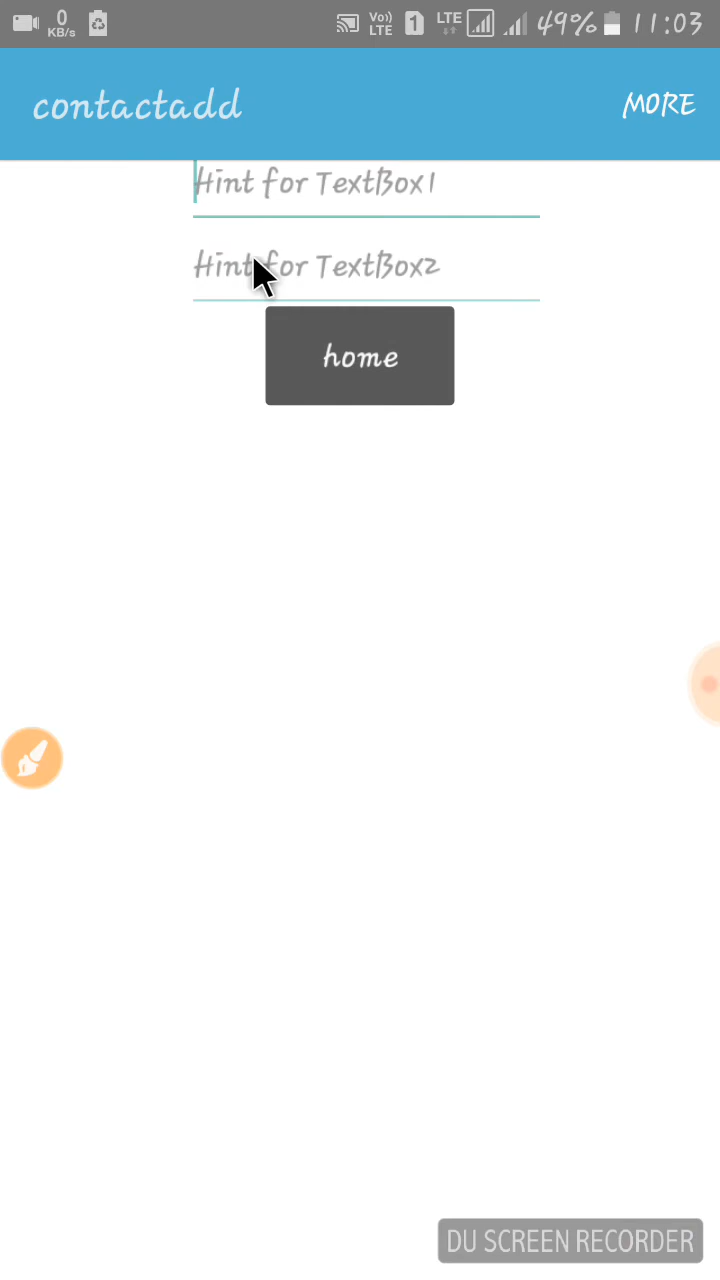 0 KB/s Vo)) LTE 1 LTE 49% 11:03
contactadd MORE
Hint for TextBox1
Hint for TextBox2
home
DU SCREEN RECORDER